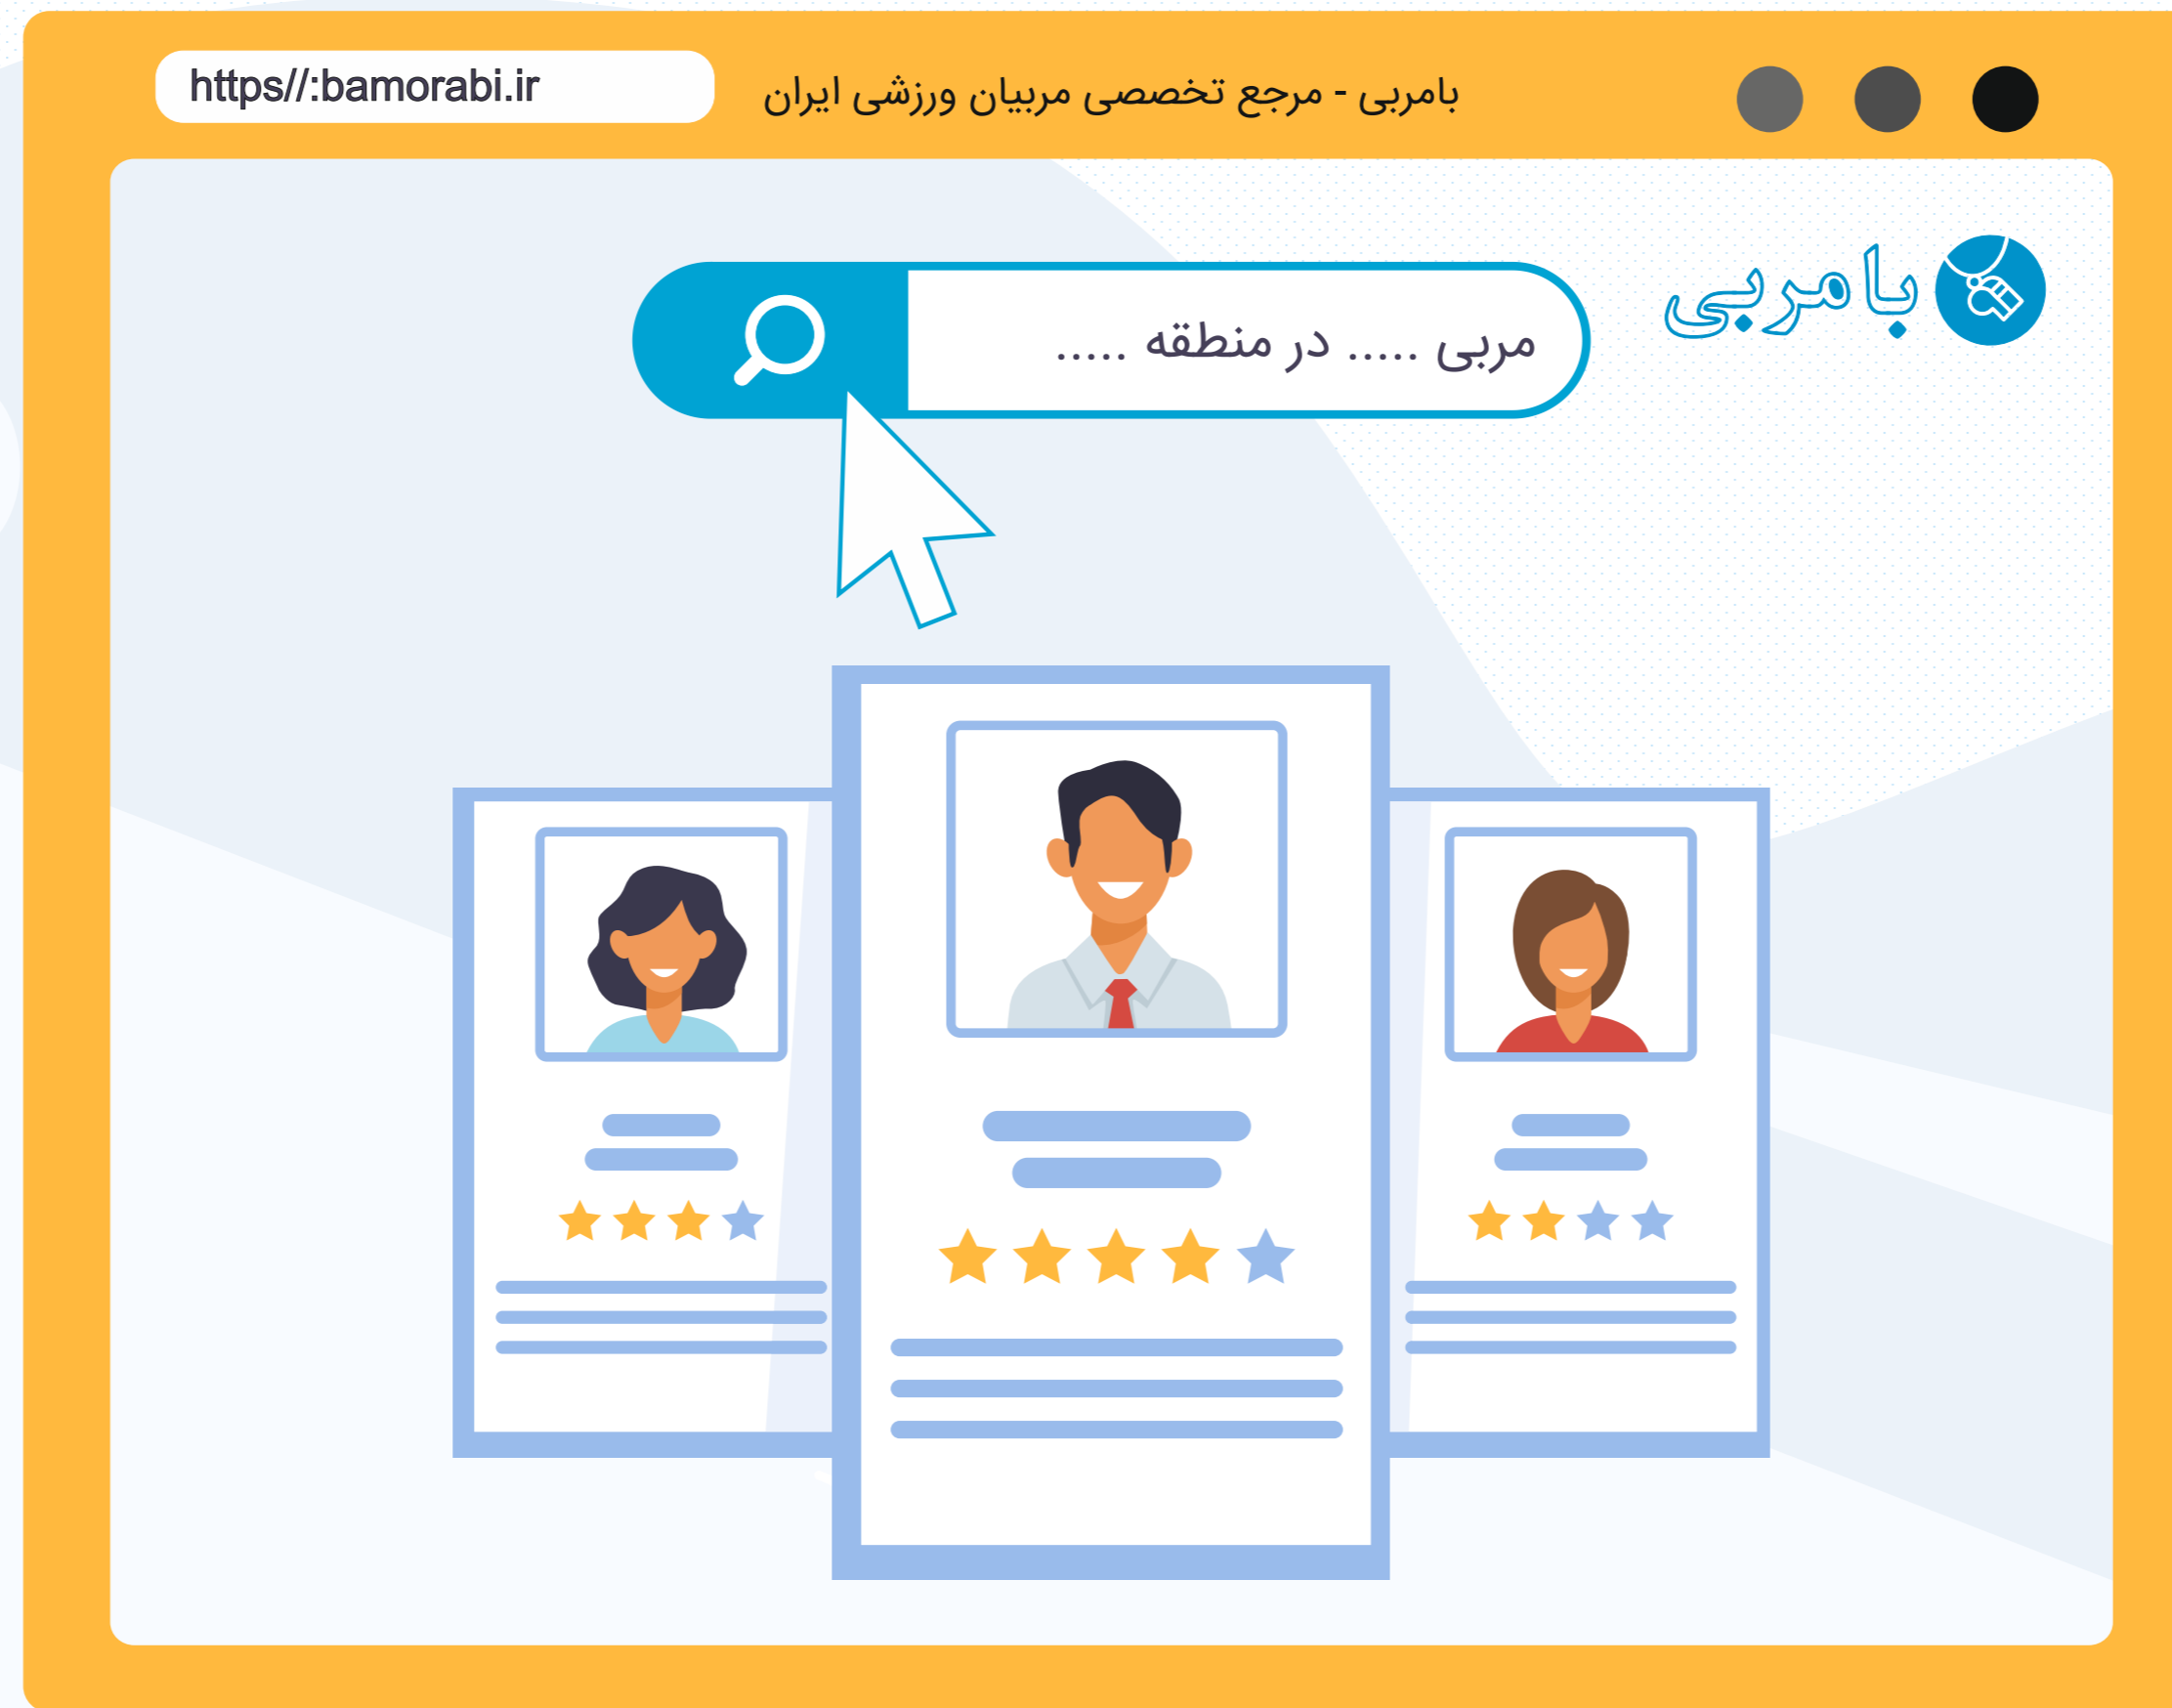 https//:bamorabi.ir
بامربی - مرجع تخصصی مربیان ورزشی ایران
بامربی
مربی ..... در منطقه .....